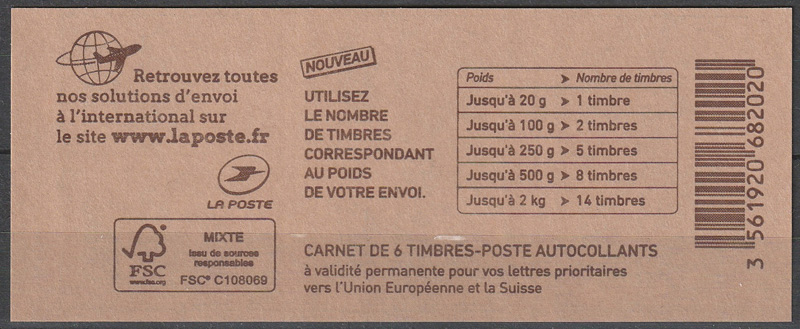 Retrouvez toutes
nos solutions d'envoi
à l'international sur
le site www.laposte.fr
LA POSTE
FSC
www.fsc.org
MIXTE
Issu de sources
responsables
FSC® C108069
NOUVEAU
UTILISEZ
LE NOMBRE
DE TIMBRES
CORRESPONDANT
AU POIDS
DE VOTRE ENVOI.
Poids > Nombre de timbres
Jusqu'à 20 g > 1 timbre
Jusqu'à 100 g > 2 timbres
Jusqu'à 250 g > 5 timbres
Jusqu'à 500 g > 8 timbres
Jusqu'à 2 kg > 14 timbres
CARNET DE 6 TIMBRES-POSTE AUTOCOLLANTS
à validité permanente pour vos lettres prioritaires
vers l'Union Européenne et la Suisse
3 561920 682020